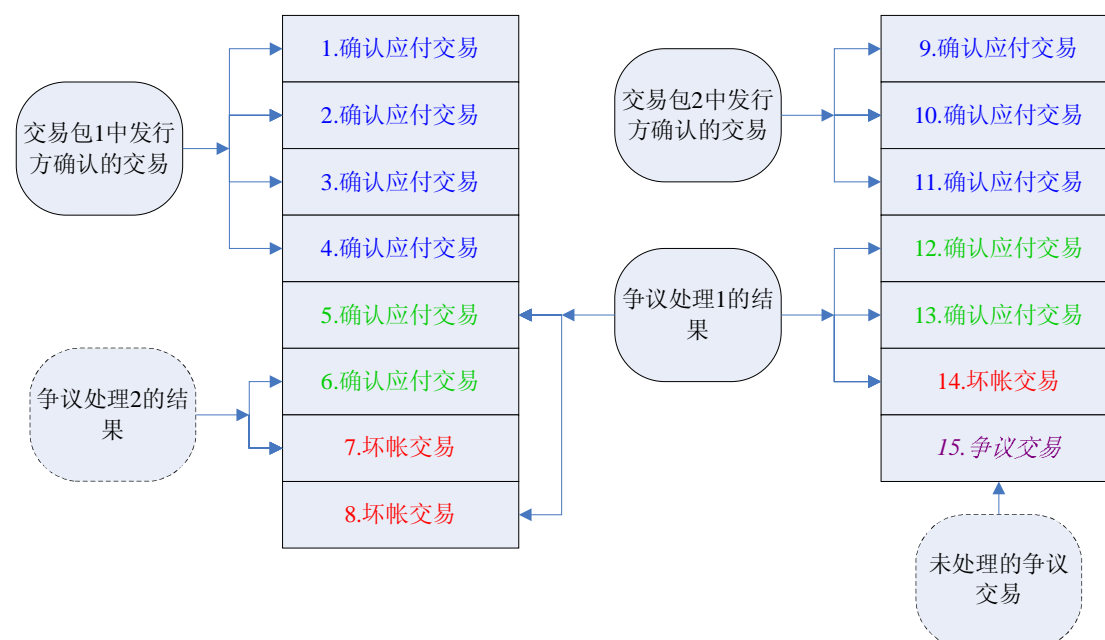 交易包1中发行
方确认的交易
1.确认应付交易
2.确认应付交易
3.确认应付交易
4.确认应付交易
5.确认应付交易
6.确认应付交易
7.坏帐交易
8.坏帐交易
争议处理2的结
果
交易包2中发行
方确认的交易
争议处理1的结
果
9.确认应付交易
10.确认应付交易
11.确认应付交易
12.确认应付交易
13.确认应付交易
14.坏帐交易
15.争议交易
未处理的争议
交易